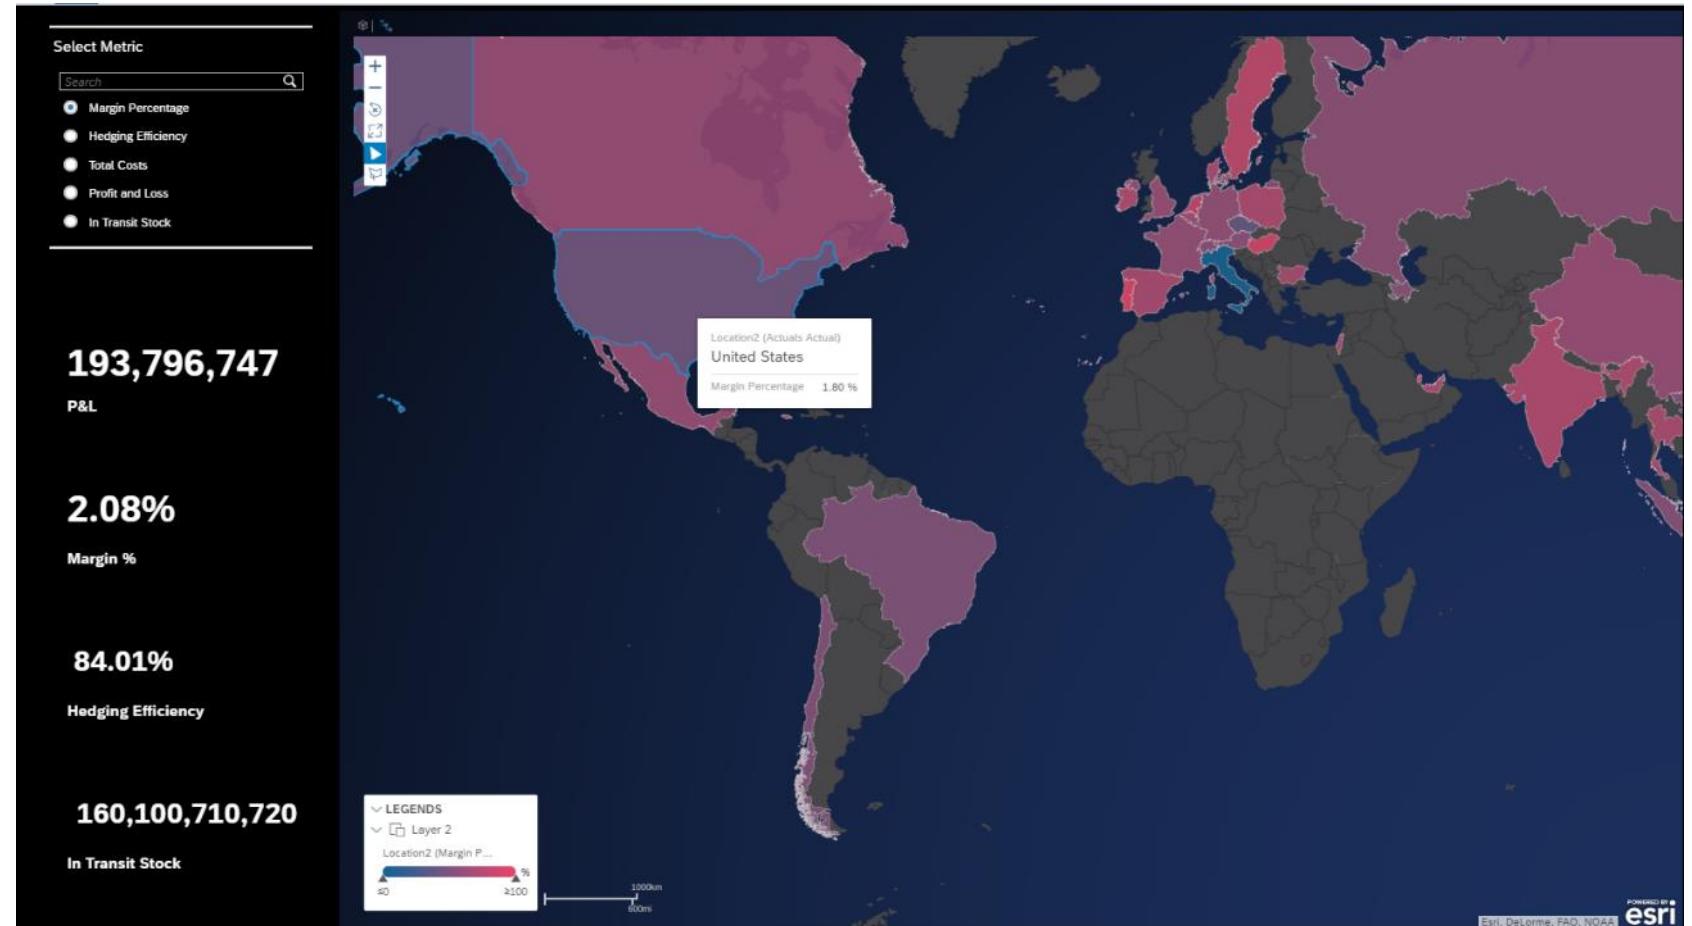 Select Metric
Search
Margin Percentage
Hedging Efficiency
Total Costs
Profit and Loss
In Transit Stock
193,796,747
P&L
2.08%
Margin %
84.01%
Hedging Efficiency
160,100,710,720
In Transit Stock
Location2 (Actuals Actual)
United States
Margin Percentage 1.80 %
LEGENDS
Layer 2
Location2 (Margin P...
%
≤0 ≥100
1000km
600mi
POWERED BY
esri
Esri, DeLorme, FAO, NOAA